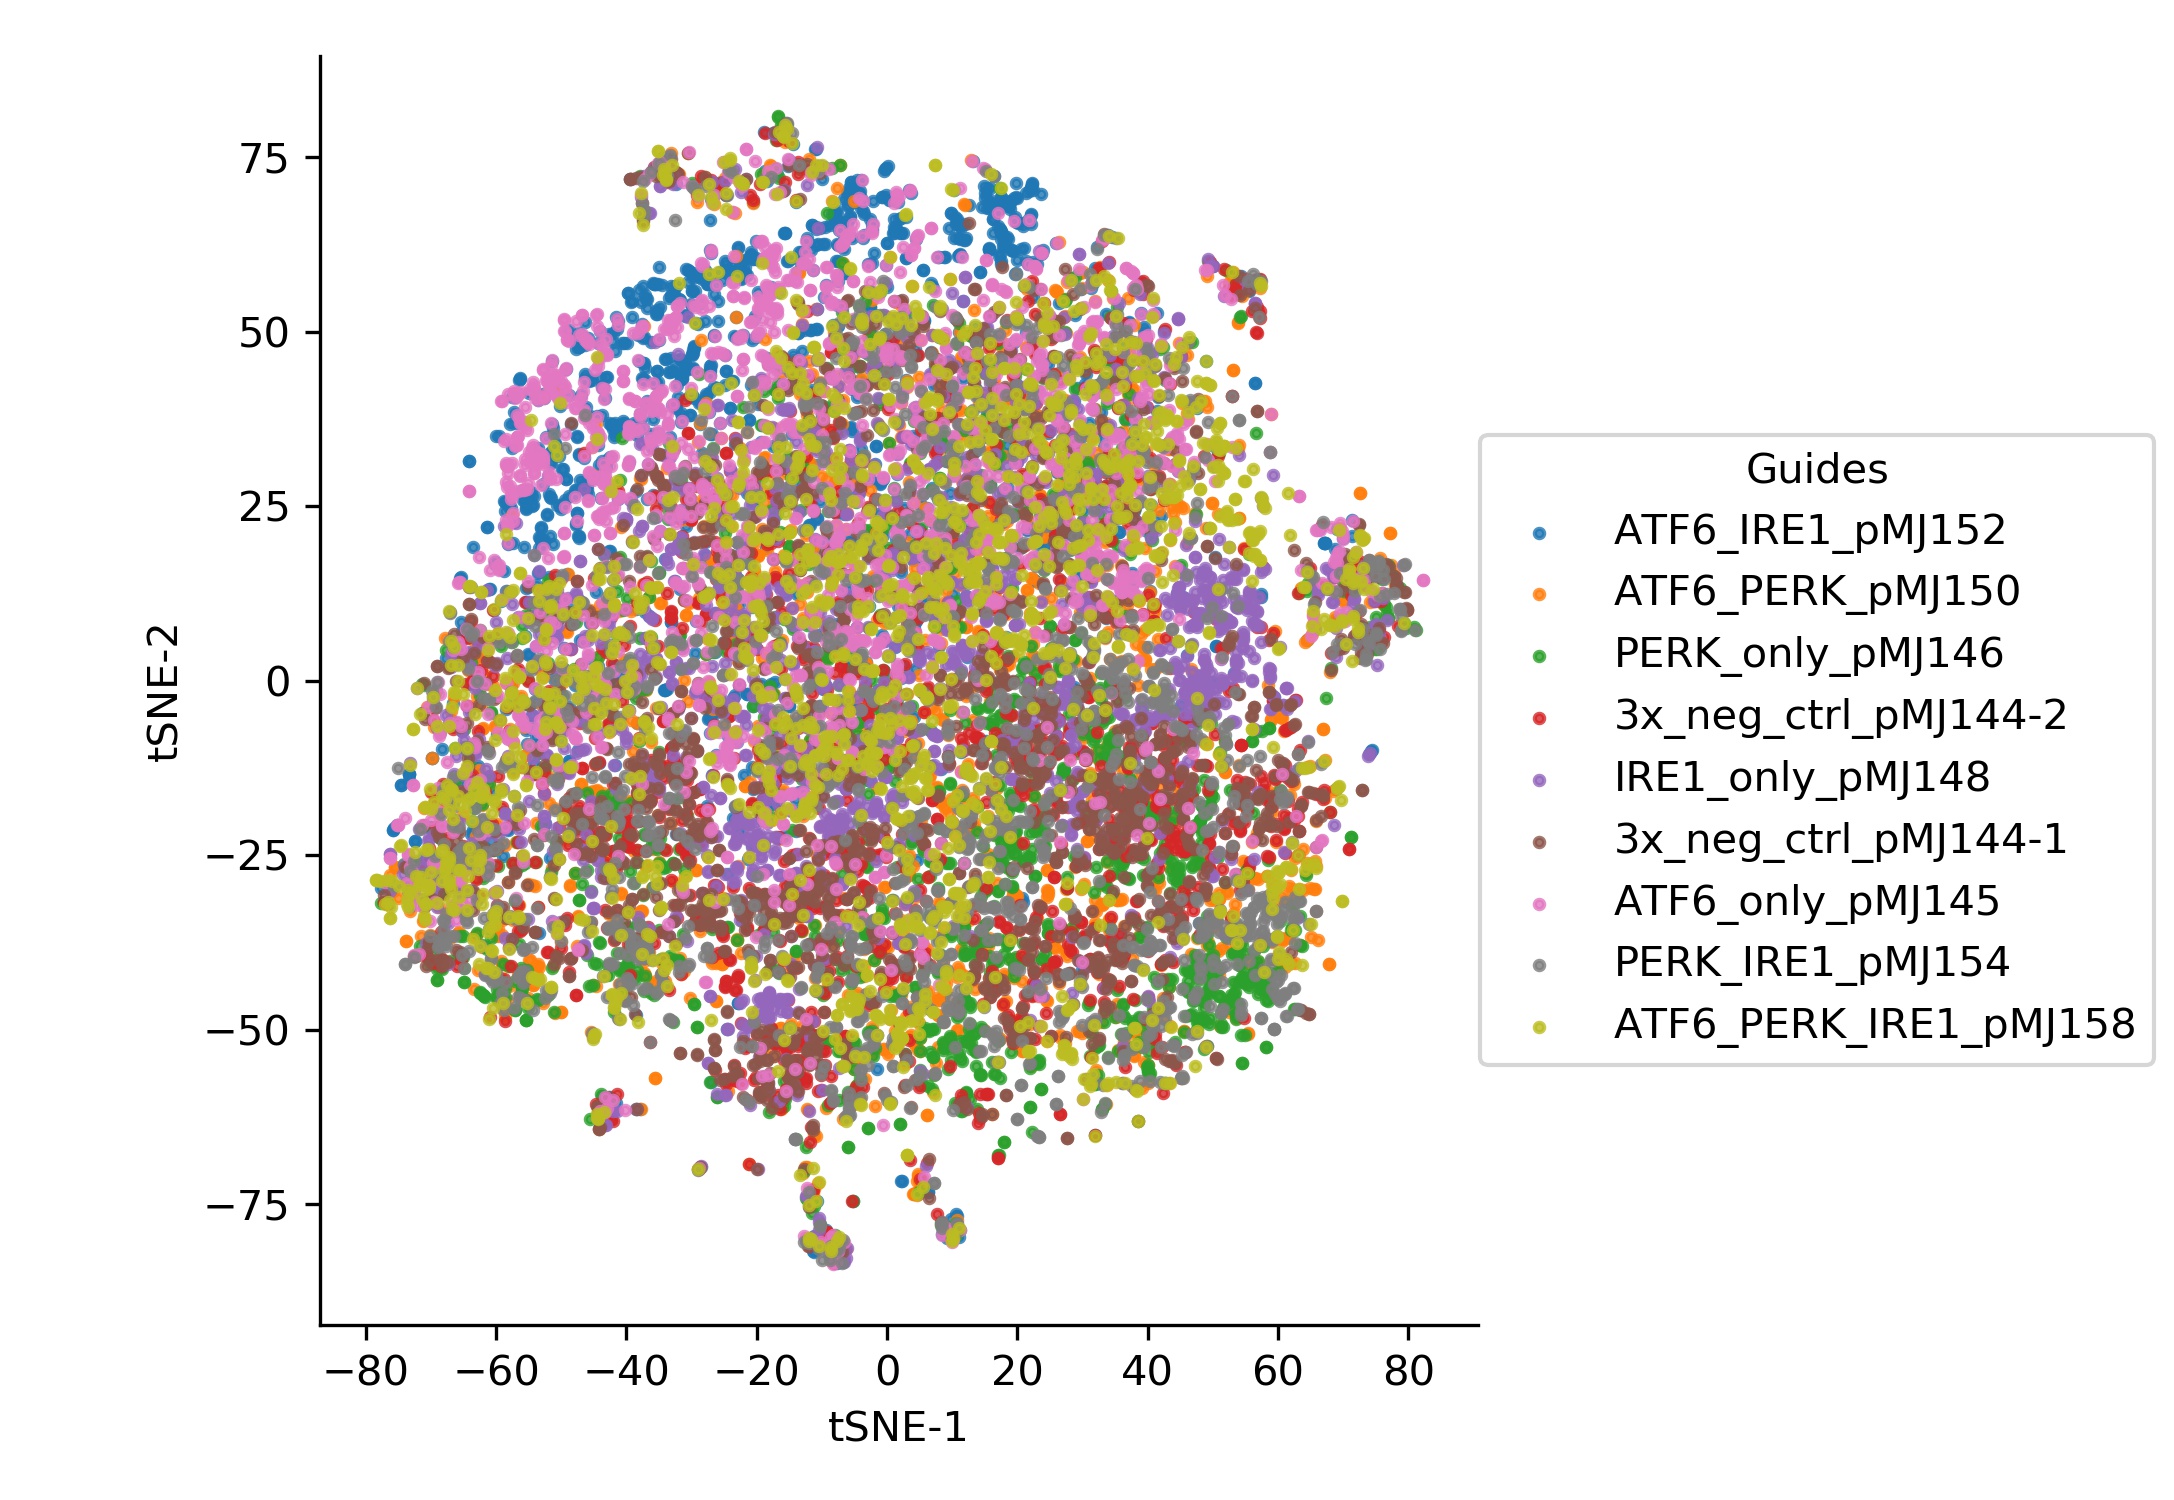 75
50
25
0
−25
−50
−75
tSNE-2
−80 −60 −40 −20 0 20 40 60 80
tSNE-1
Guides
ATF6_IRE1_pMJ152
ATF6_PERK_pMJ150
PERK_only_pMJ146
3x_neg_ctrl_pMJ144-2
IRE1_only_pMJ148
3x_neg_ctrl_pMJ144-1
ATF6_only_pMJ145
PERK_IRE1_pMJ154
ATF6_PERK_IRE1_pMJ158